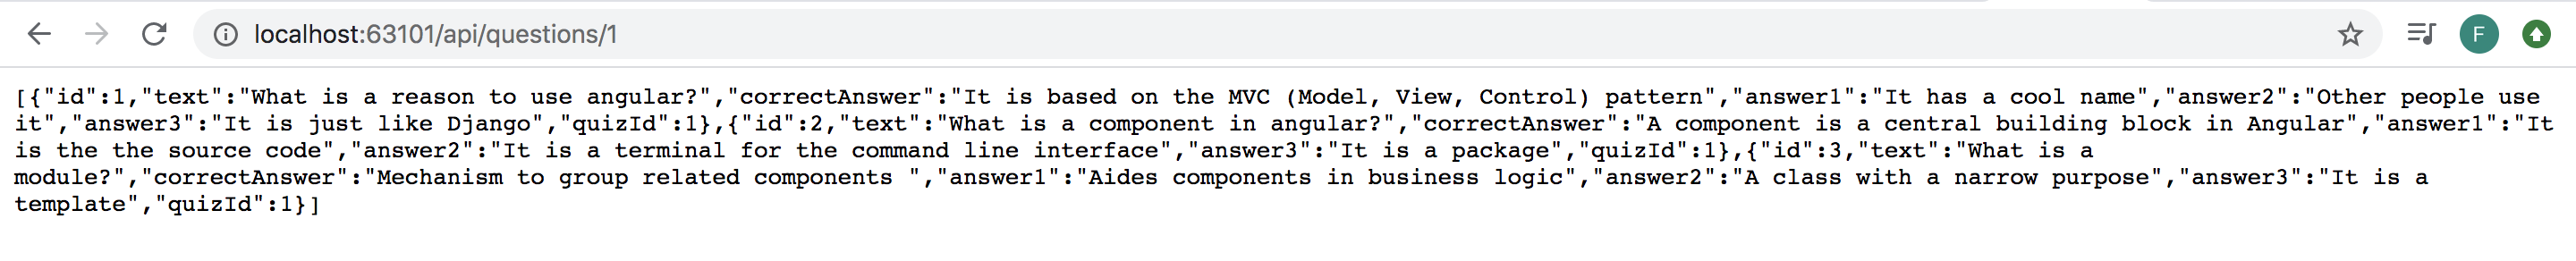 localhost:63101/api/questions/1
F
[{"id":1,"text":"What is a reason to use angular?","correctAnswer":"It is based on the MVC (Model, View, Control) pattern","answer1":"It has a cool name","answer2":"Other people use
it","answer3":"It is just like Django","quizId":1},{"id":2,"text":"What is a component in angular?","correctAnswer":"A component is a central building block in Angular","answer1":"It
is the the source code","answer2":"It is a terminal for the command line interface","answer3":"It is a package","quizId":1},{"id":3,"text":"What is a
module?","correctAnswer":"Mechanism to group related components ","answer1":"Aides components in business logic","answer2":"A class with a narrow purpose","answer3":"It is a
template","quizId":1}]